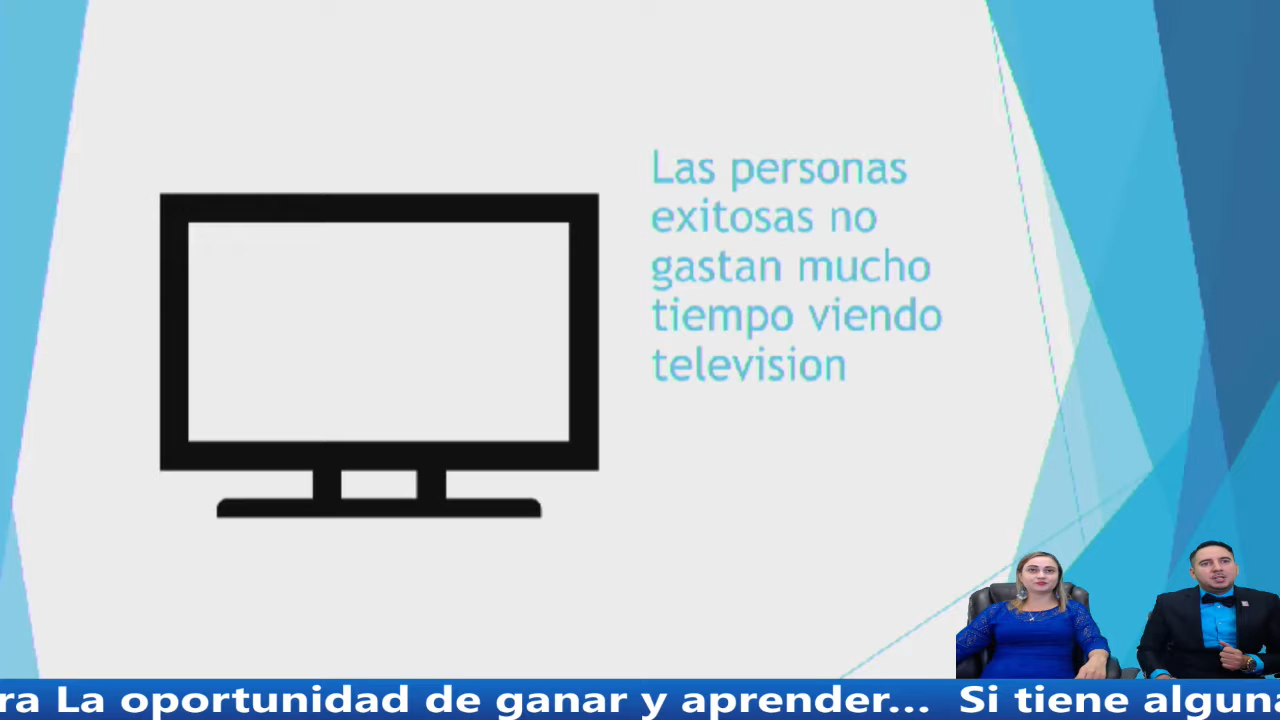 Las personas
exitosas no
gastan mucho
tiempo viendo
television
ra La oportunidad de ganar y aprender... Si tiene alguna